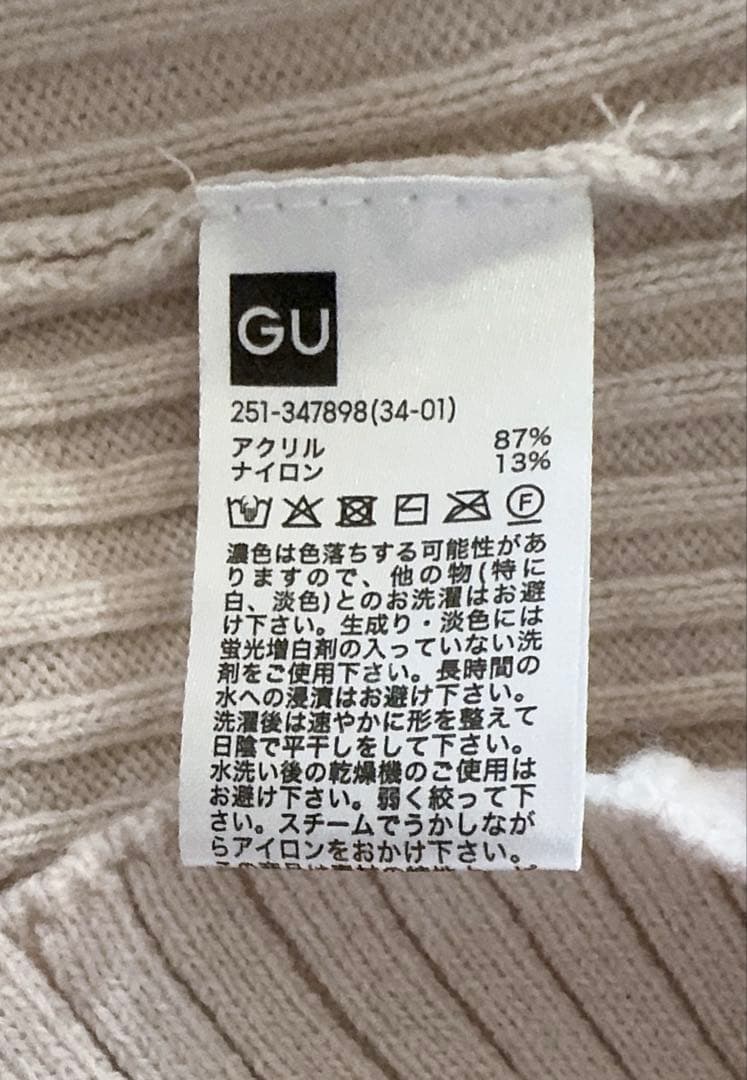 GU
251-347898(34-01)
アクリル 87%
ナイロン 13%
F
濃色は色落ちする可能性があ
りますので、他の物(特に
白、淡色)とのお洗濯はお避
け下さい。生成り・淡色には
蛍光増白剤の入っていない洗
剤をご使用下さい。長時間の
水への浸漬はお避け下さい。
洗濯後は速やかに形を整えて
日陰で平干しをして下さい。
水洗い後の乾燥機のご使用は
お避け下さい。弱く絞って下
さい。スチームでうかしなが
らアイロンをおかけ下さい。